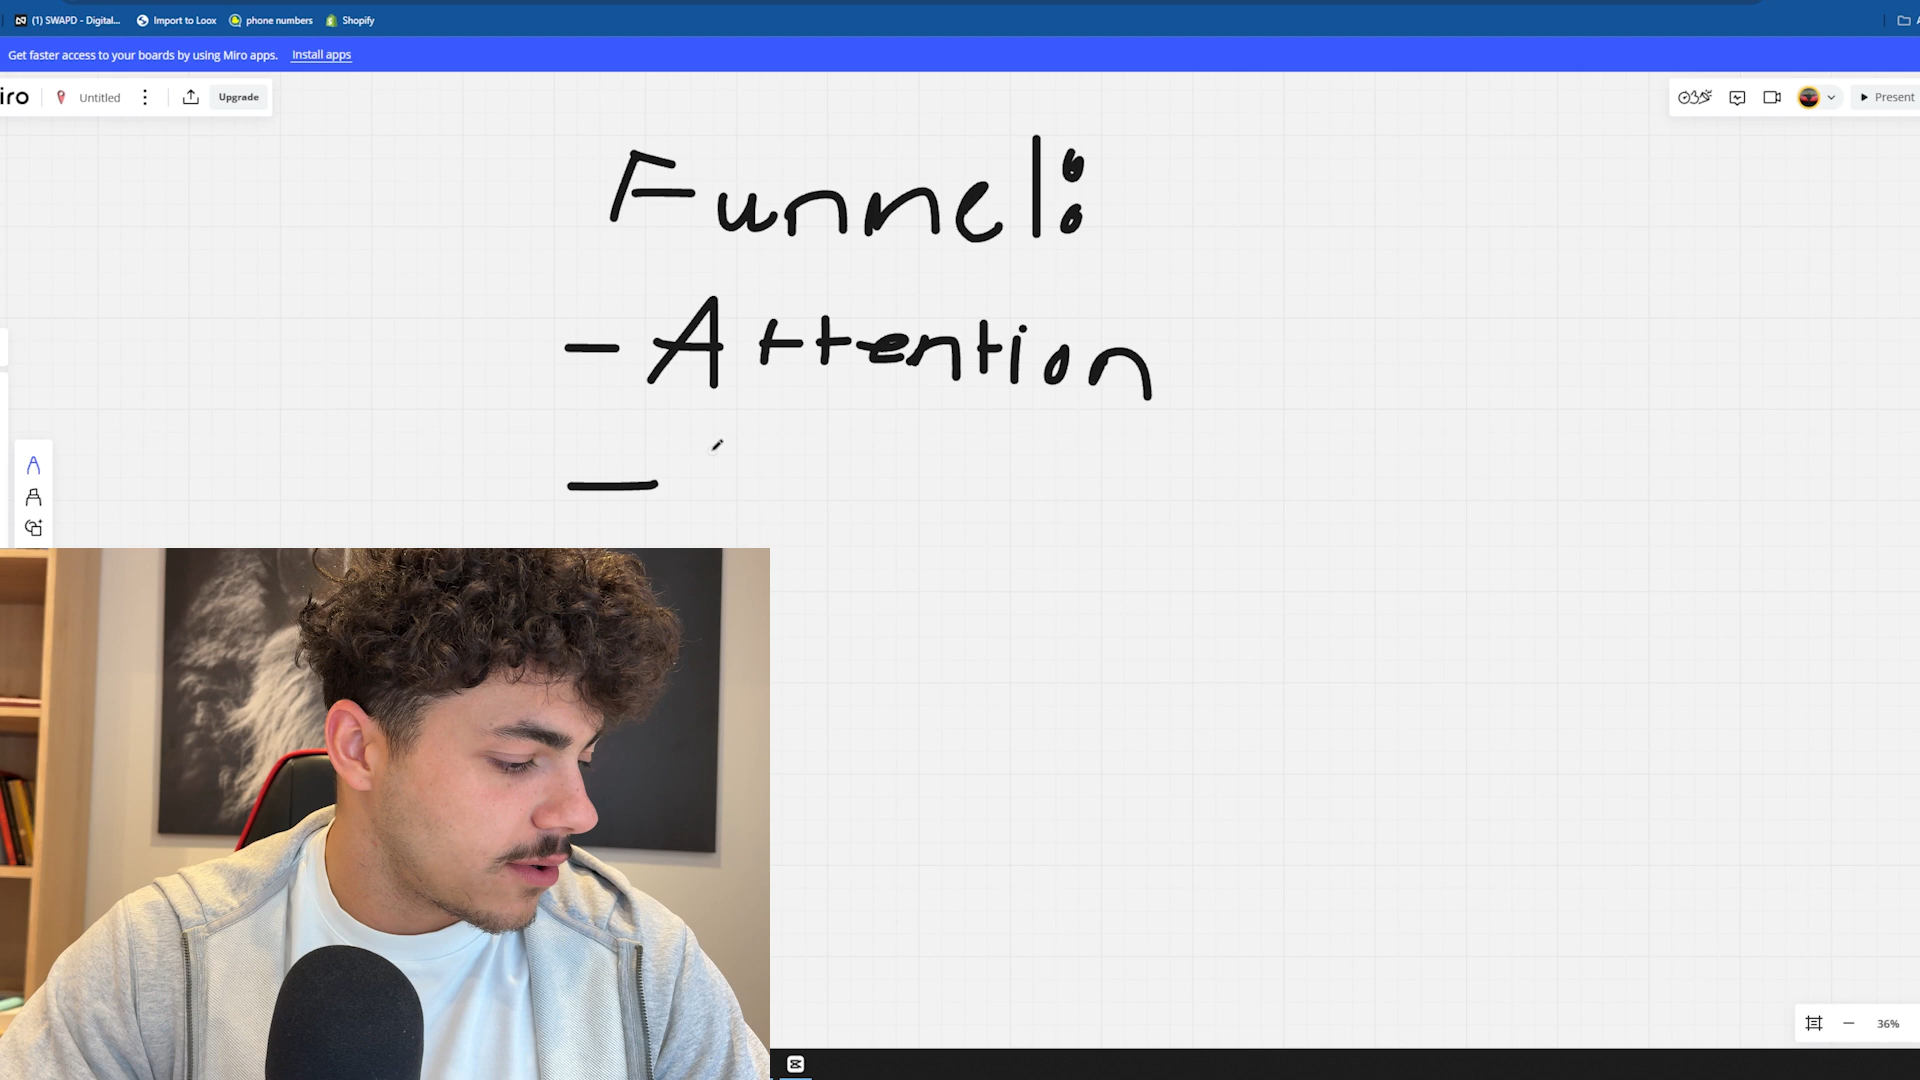 (1) SWAPD - Digital... Import to Loox phone numbers Shopify
Get faster access to your boards by using Miro apps. Install apps
iro Untitled Upgrade Present
Funnel:
- Attention
—
36%